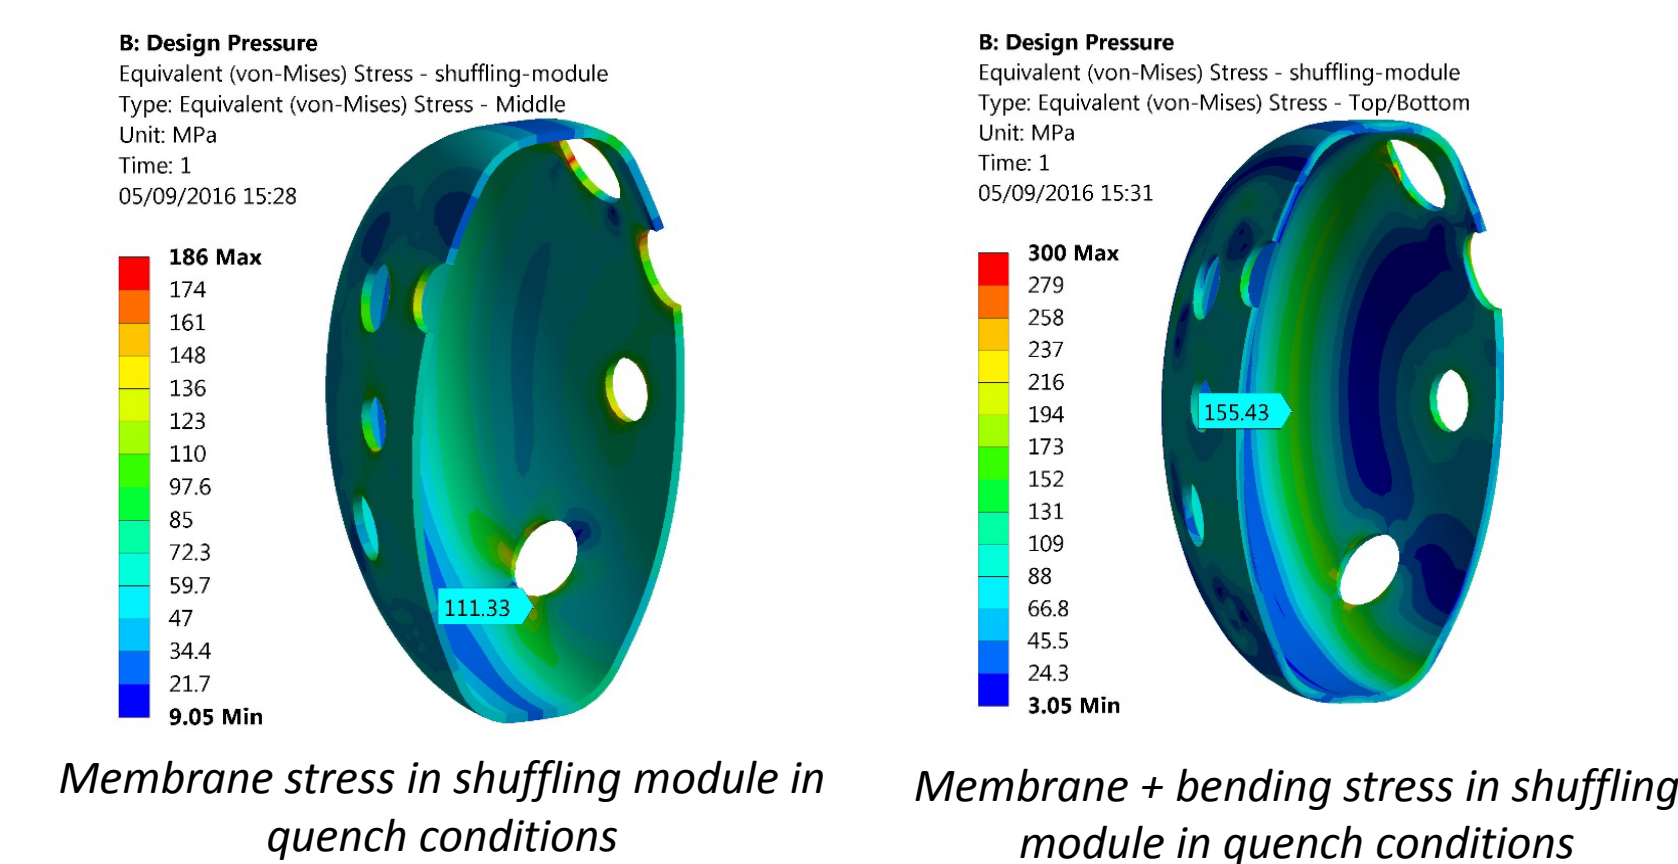 B: Design Pressure
Equivalent (von-Mises) Stress - shuffling-module
Type: Equivalent (von-Mises) Stress - Middle
Unit: MPa
Time: 1
05/09/2016 15:28
186 Max
174
161
148
136
123
110
97.6
85
72.3
59.7
47
34.4
21.7
9.05 Min
111.33
Membrane stress in shuffling module in
quench conditions
B: Design Pressure
Equivalent (von-Mises) Stress - shuffling-module
Type: Equivalent (von-Mises) Stress - Top/Bottom
Unit: MPa
Time: 1
05/09/2016 15:31
300 Max
279
258
237
216
194
173
152
131
109
88
66.8
45.5
24.3
3.05 Min
155.43
Membrane + bending stress in shuffling
module in quench conditions